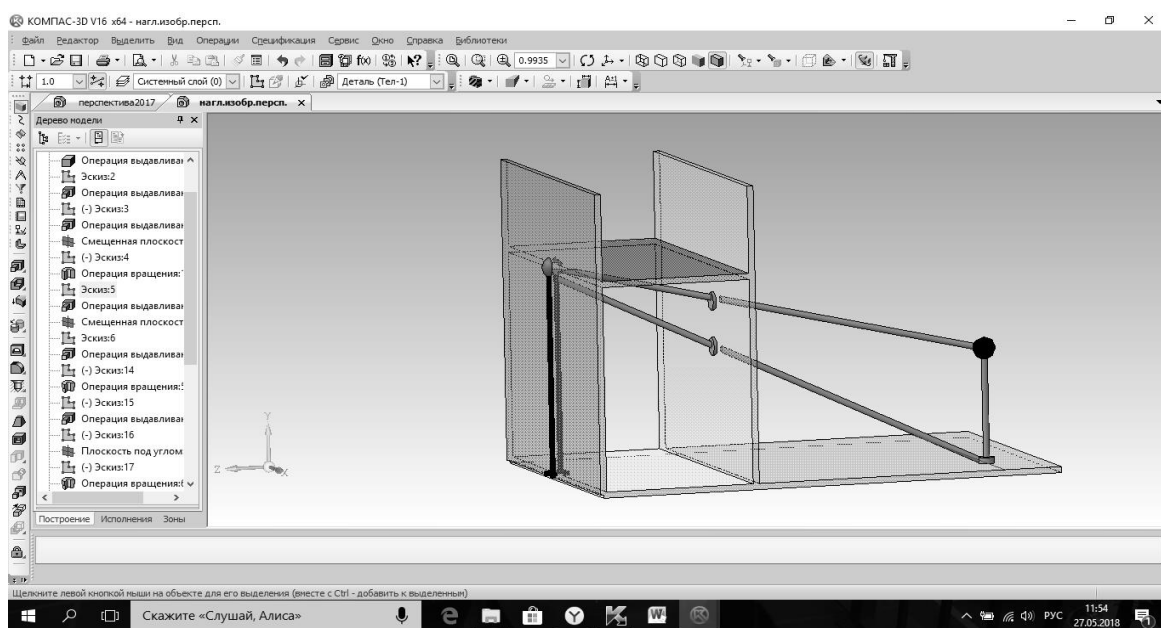 КОМПАС-3D V16 x64 - нагл.изобр.персп.
Файл Редактор Выделить Вид Операции Спецификация Сервис Окно Справка Библиотеки
0.9935
1.0 Системный слой (0) Деталь (Тел-1)
перспектива2017 нагл.изобр.персп. x
Дерево модели
Операция выдавливан
Эскиз:2
Операция выдавливан
(-) Эскиз:3
Операция выдавливан
Смещенная плоскост
(-) Эскиз:4
Операция вращения:
Эскиз:5
Операция выдавливан
Смещенная плоскост
Эскиз:6
Операция выдавливан
(-) Эскиз:14
Операция вращения:
(-) Эскиз:15
Операция выдавливан
(-) Эскиз:16
Плоскость под углом
(-) Эскиз:17
Операция вращения:
Y
Z X
Построение Исполнения Зоны
Щелкните левой кнопкой мыши на объекте для его выделения (вместе с Ctrl - добавить к выделенным)
Скажите «Слушай, Алиса»
РУС 11:54
27.05.2018